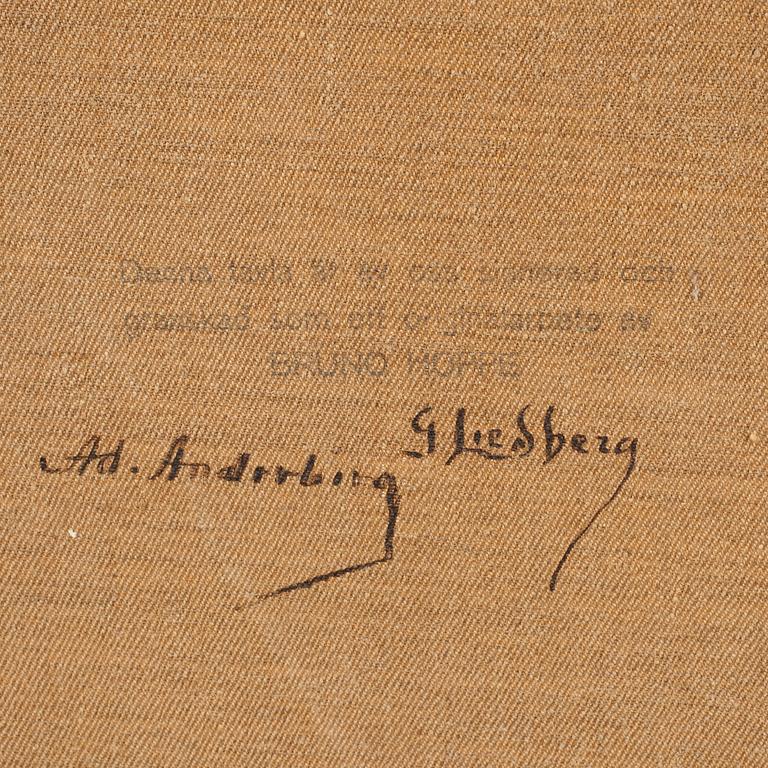 Denna tavla är av oss signerad och
granskad som ett originalarbete av
BRUNO HOPPE
G Liedberg
Ad. Anderberg